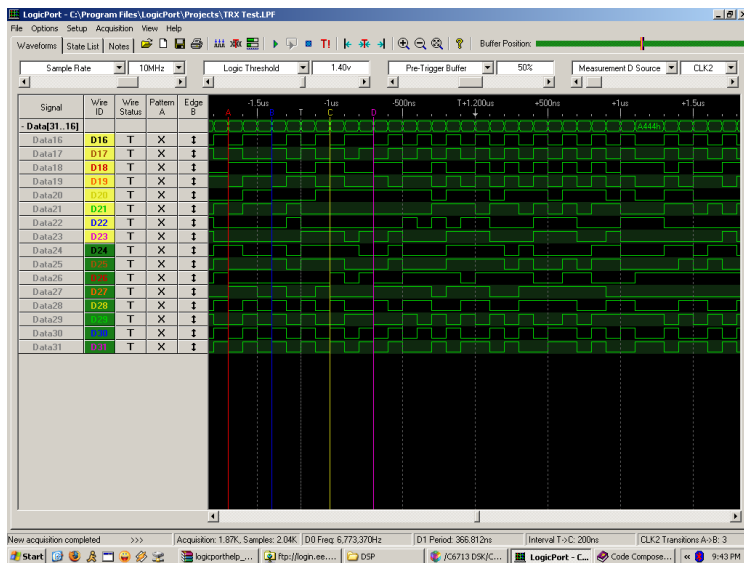 LogicPort - C:\Program Files\LogicPort\Projects\TRX Test.LPF
File Options Setup Acquisition View Help
Waveforms State List Notes T! Buffer Position:
Sample Rate 10MHz Logic Threshold 1.40v Pre-Trigger Buffer 50% Measurement D Source CLK2
Signal Wire ID Wire Status Pattern A Edge B -1.5us -1us -500ns T+1.200us +500ns +1us +1.5us
A B T C D
- Data[31..16] A444h
Data16 D16 T X
Data17 D17 T X
Data18 D18 T X
Data19 D19 T X
Data20 D20 T X
Data21 D21 T X
Data22 D22 T X
Data23 D23 T X
Data24 D24 T X
Data25 D25 T X
Data26 D26 T X
Data27 D27 T X
Data28 D28 T X
Data29 D29 T X
Data30 D30 T X
Data31 D31 T X
New acquisition completed >>> Acquisition: 1.87K, Samples: 2.04K D0 Freq: 6,773,370Hz D1 Period: 366.812ns Interval T->C: 200ns CLK2 Transitions A->B: 3
Start logicporthelp_... ftp://login.ee.... DSP /C6713 DSK/C... LogicPort - C... Code Compose... « 9:43 PM